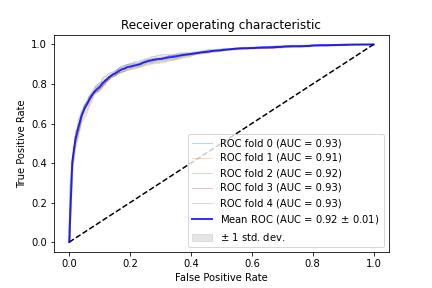 Receiver operating characteristic
1.0
0.8
0.6
0.4
0.2
0.0
True Positive Rate
ROC fold 0 (AUC = 0.93)
ROC fold 1 (AUC = 0.91)
ROC fold 2 (AUC = 0.92)
ROC fold 3 (AUC = 0.93)
ROC fold 4 (AUC = 0.93)
Mean ROC (AUC = 0.92 ± 0.01)
± 1 std. dev.
0.0 0.2 0.4 0.6 0.8 1.0
False Positive Rate